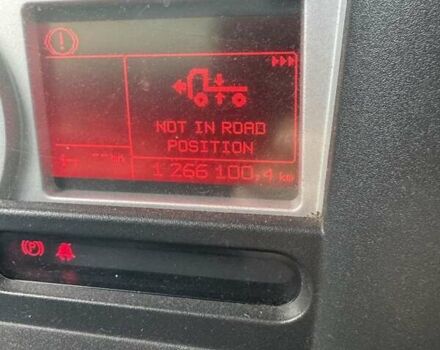 NOT IN ROAD
POSITION
1 266 100,4 km
P